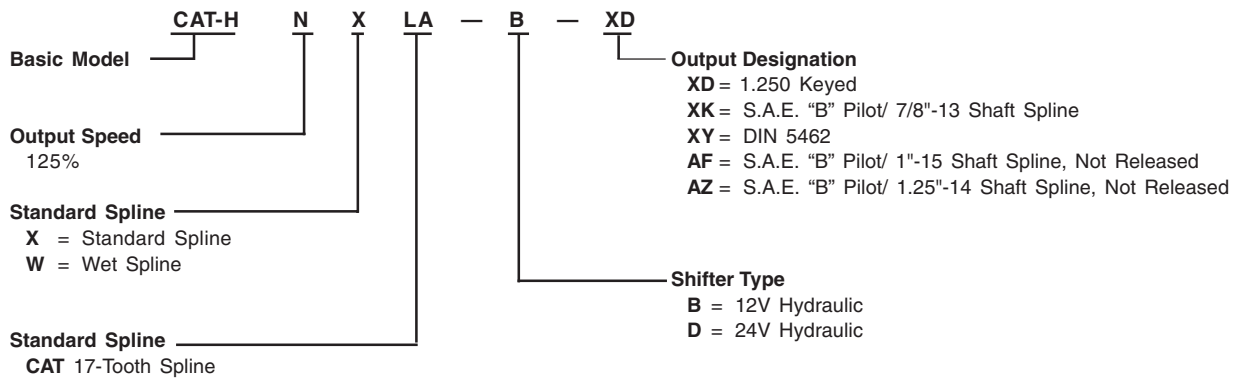 CAT-H N X LA — B — XD
Basic Model
Output Speed
125%
Standard Spline
X = Standard Spline
W = Wet Spline
Standard Spline
CAT 17-Tooth Spline
Output Designation
XD = 1.250 Keyed
XK = S.A.E. “B” Pilot/ 7/8"-13 Shaft Spline
XY = DIN 5462
AF = S.A.E. “B” Pilot/ 1"-15 Shaft Spline, Not Released
AZ = S.A.E. “B” Pilot/ 1.25"-14 Shaft Spline, Not Released
Shifter Type
B = 12V Hydraulic
D = 24V Hydraulic